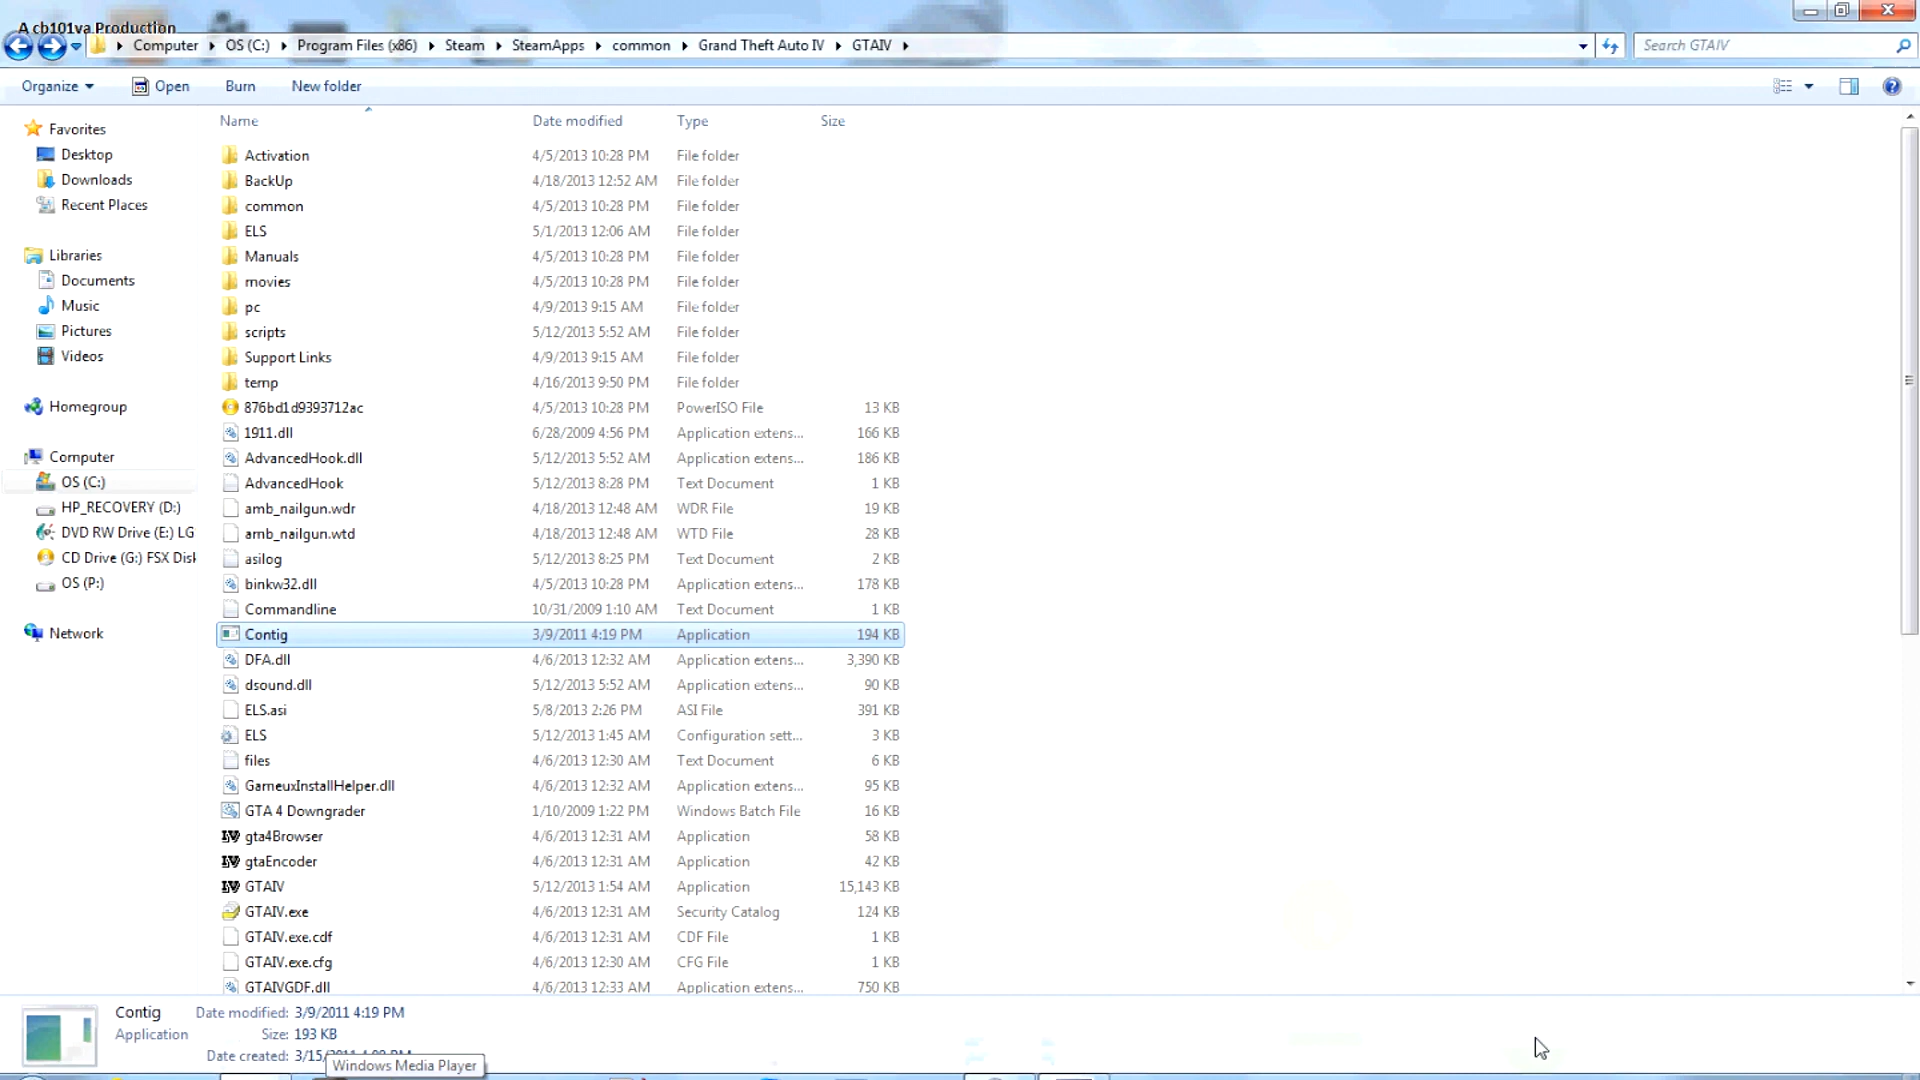 A cb101va Production
Computer OS (C:) Program Files (x86) Steam SteamApps common Grand Theft Auto IV GTAIV Search GTAIV
Organize Open Burn New folder
Name Date modified Type Size
Favorites
Desktop
Downloads
Recent Places
Libraries
Documents
Music
Pictures
Videos
Homegroup
Computer
OS (C:)
HP_RECOVERY (D:)
DVD RW Drive (E:) LG
CD Drive (G:) FSX Disk
OS (P:)
Network
Activation 4/5/2013 10:28 PM File folder
BackUp 4/18/2013 12:52 AM File folder
common 4/5/2013 10:28 PM File folder
ELS 5/1/2013 12:06 AM File folder
Manuals 4/5/2013 10:28 PM File folder
movies 4/5/2013 10:28 PM File folder
pc 4/9/2013 9:15 AM File folder
scripts 5/12/2013 5:52 AM File folder
Support Links 4/9/2013 9:15 AM File folder
temp 4/16/2013 9:50 PM File folder
876bd1d9393712ac 4/5/2013 10:28 PM PowerISO File 13 KB
1911.dll 6/28/2009 4:56 PM Application extens... 166 KB
AdvancedHook.dll 5/12/2013 5:52 AM Application extens... 186 KB
AdvancedHook 5/12/2013 8:28 PM Text Document 1 KB
amb_nailgun.wdr 4/18/2013 12:48 AM WDR File 19 KB
amb_nailgun.wtd 4/18/2013 12:48 AM WTD File 28 KB
asilog 5/12/2013 8:25 PM Text Document 2 KB
binkw32.dll 4/5/2013 10:28 PM Application extens... 178 KB
Commandline 10/31/2009 1:10 AM Text Document 1 KB
Contig 3/9/2011 4:19 PM Application 194 KB
DFA.dll 4/6/2013 12:32 AM Application extens... 3,390 KB
dsound.dll 5/12/2013 5:52 AM Application extens... 90 KB
ELS.asi 5/8/2013 2:26 PM ASI File 391 KB
ELS 5/12/2013 1:45 AM Configuration sett... 3 KB
files 4/6/2013 12:30 AM Text Document 6 KB
GameuxInstallHelper.dll 4/6/2013 12:32 AM Application extens... 95 KB
GTA 4 Downgrader 1/10/2009 1:22 PM Windows Batch File 16 KB
gta4Browser 4/6/2013 12:31 AM Application 58 KB
gtaEncoder 4/6/2013 12:31 AM Application 42 KB
GTAIV 5/12/2013 1:54 AM Application 15,143 KB
GTAIV.exe 4/6/2013 12:31 AM Security Catalog 124 KB
GTAIV.exe.cdf 4/6/2013 12:31 AM CDF File 1 KB
GTAIV.exe.cfg 4/6/2013 12:30 AM CFG File 1 KB
GTAIVGDF.dll 4/6/2013 12:33 AM Application extens... 750 KB
Contig Date modified: 3/9/2011 4:19 PM
Application Size: 193 KB
Date created: 3/15/2011 4:08 PM
Windows Media Player